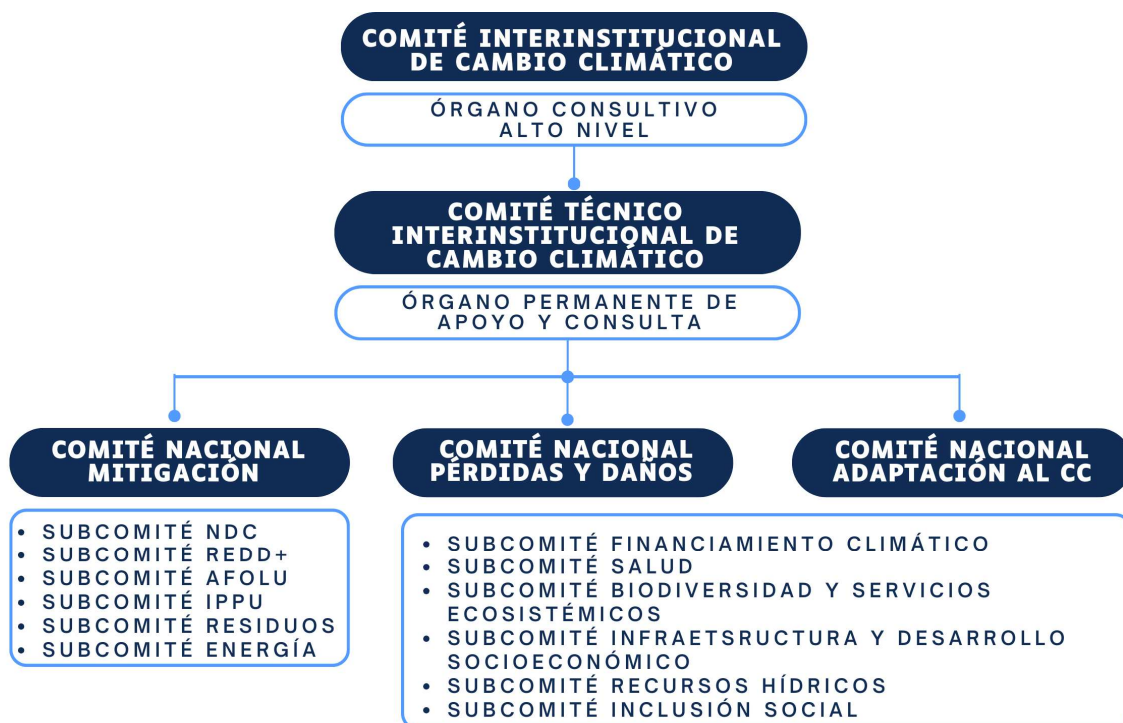 COMITÉ INTERINSTITUCIONAL
DE CAMBIO CLIMÁTICO
ÓRGANO CONSULTIVO
ALTO NIVEL
COMITÉ TÉCNICO
INTERINSTITUCIONAL DE
CAMBIO CLIMÁTICO
ÓRGANO PERMANENTE DE
APOYO Y CONSULTA
COMITÉ NACIONAL
MITIGACIÓN
COMITÉ NACIONAL
PÉRDIDAS Y DAÑOS
COMITÉ NACIONAL
ADAPTACIÓN AL CC
• SUBCOMITÉ NDC
• SUBCOMITÉ REDD+
• SUBCOMITÉ AFOLU
• SUBCOMITÉ IPPU
• SUBCOMITÉ RESIDUOS
• SUBCOMITÉ ENERGÍA
• SUBCOMITÉ FINANCIAMIENTO CLIMÁTICO
• SUBCOMITÉ SALUD
• SUBCOMITÉ BIODIVERSIDAD Y SERVICIOS
ECOSISTÉMICOS
• SUBCOMITÉ INFRAETSRUCTURA Y DESARROLLO
SOCIOECONÓMICO
• SUBCOMITÉ RECURSOS HÍDRICOS
• SUBCOMITÉ INCLUSIÓN SOCIAL